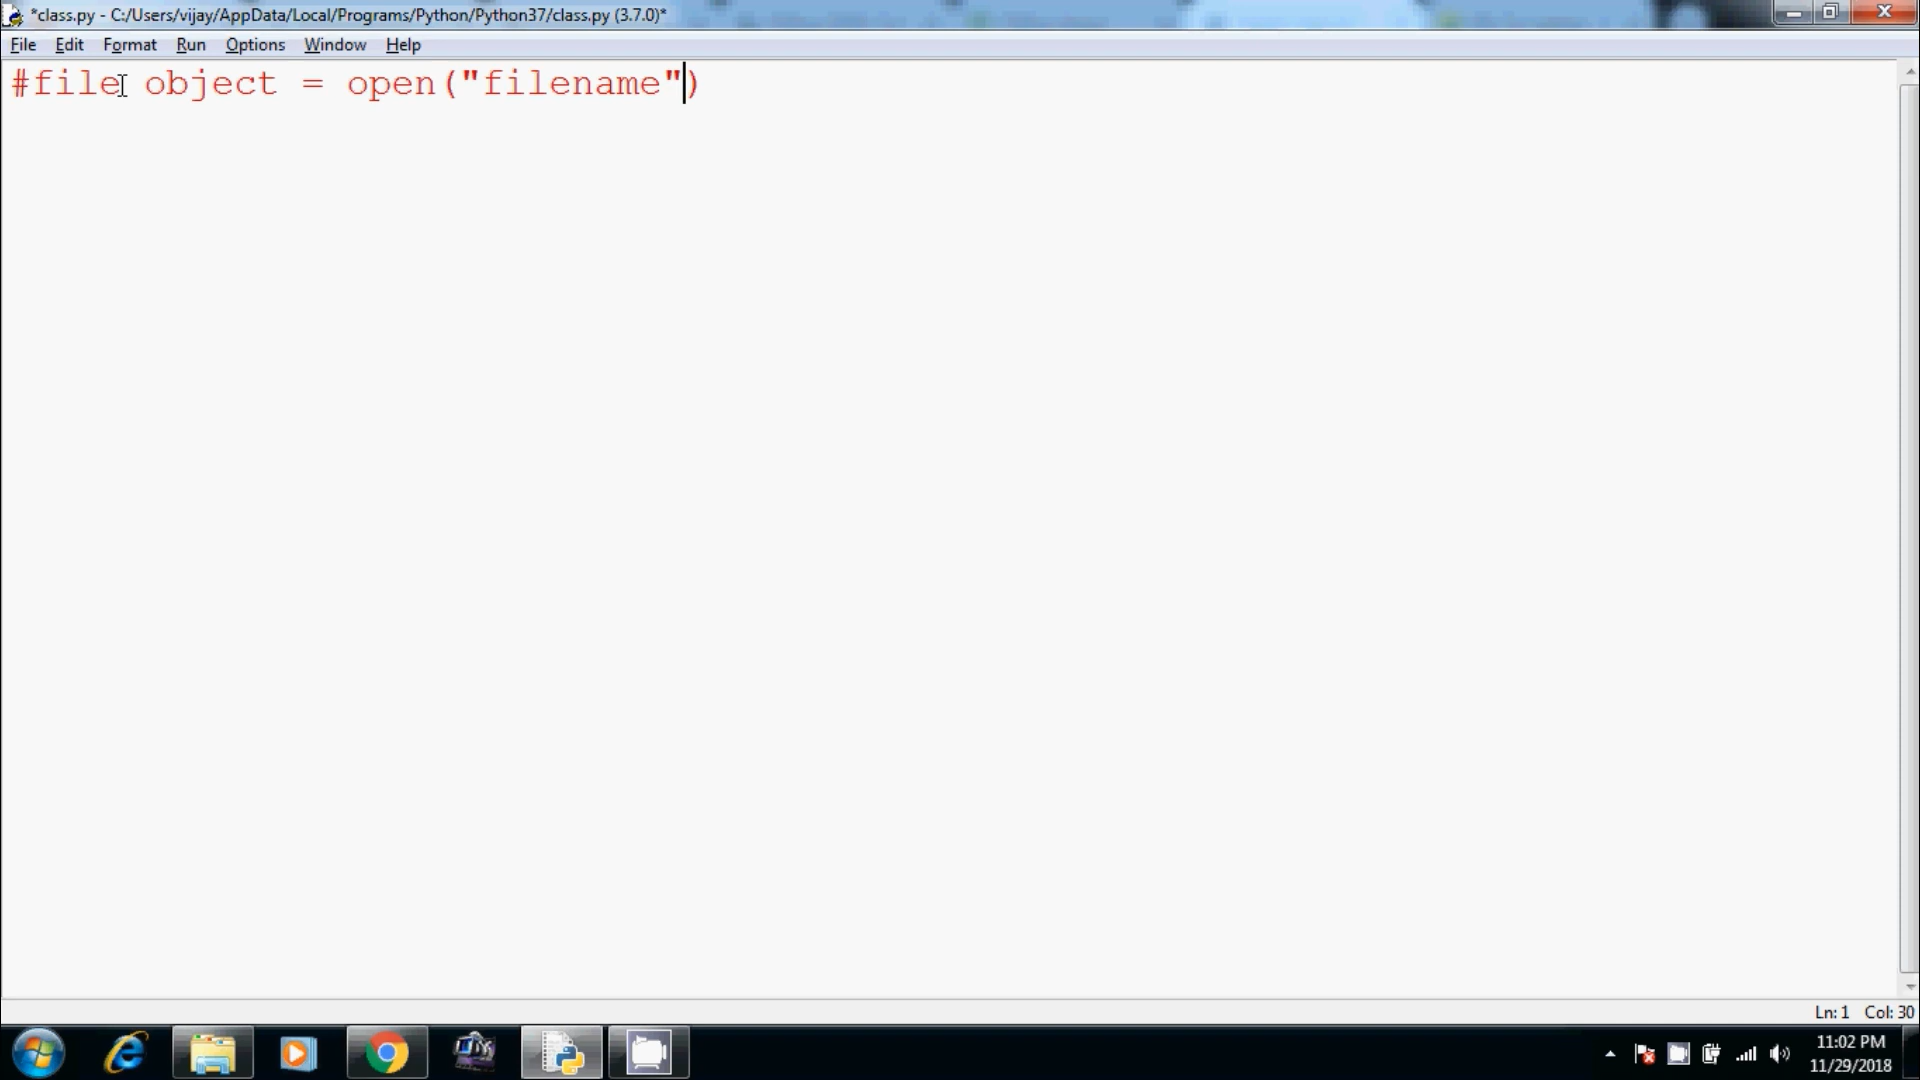 *class.py - C:/Users/vijay/AppData/Local/Programs/Python/Python37/class.py (3.7.0)*
File Edit Format Run Options Window Help
#file object = open("filename")
Ln: 1 Col: 30
11:02 PM
11/29/2018